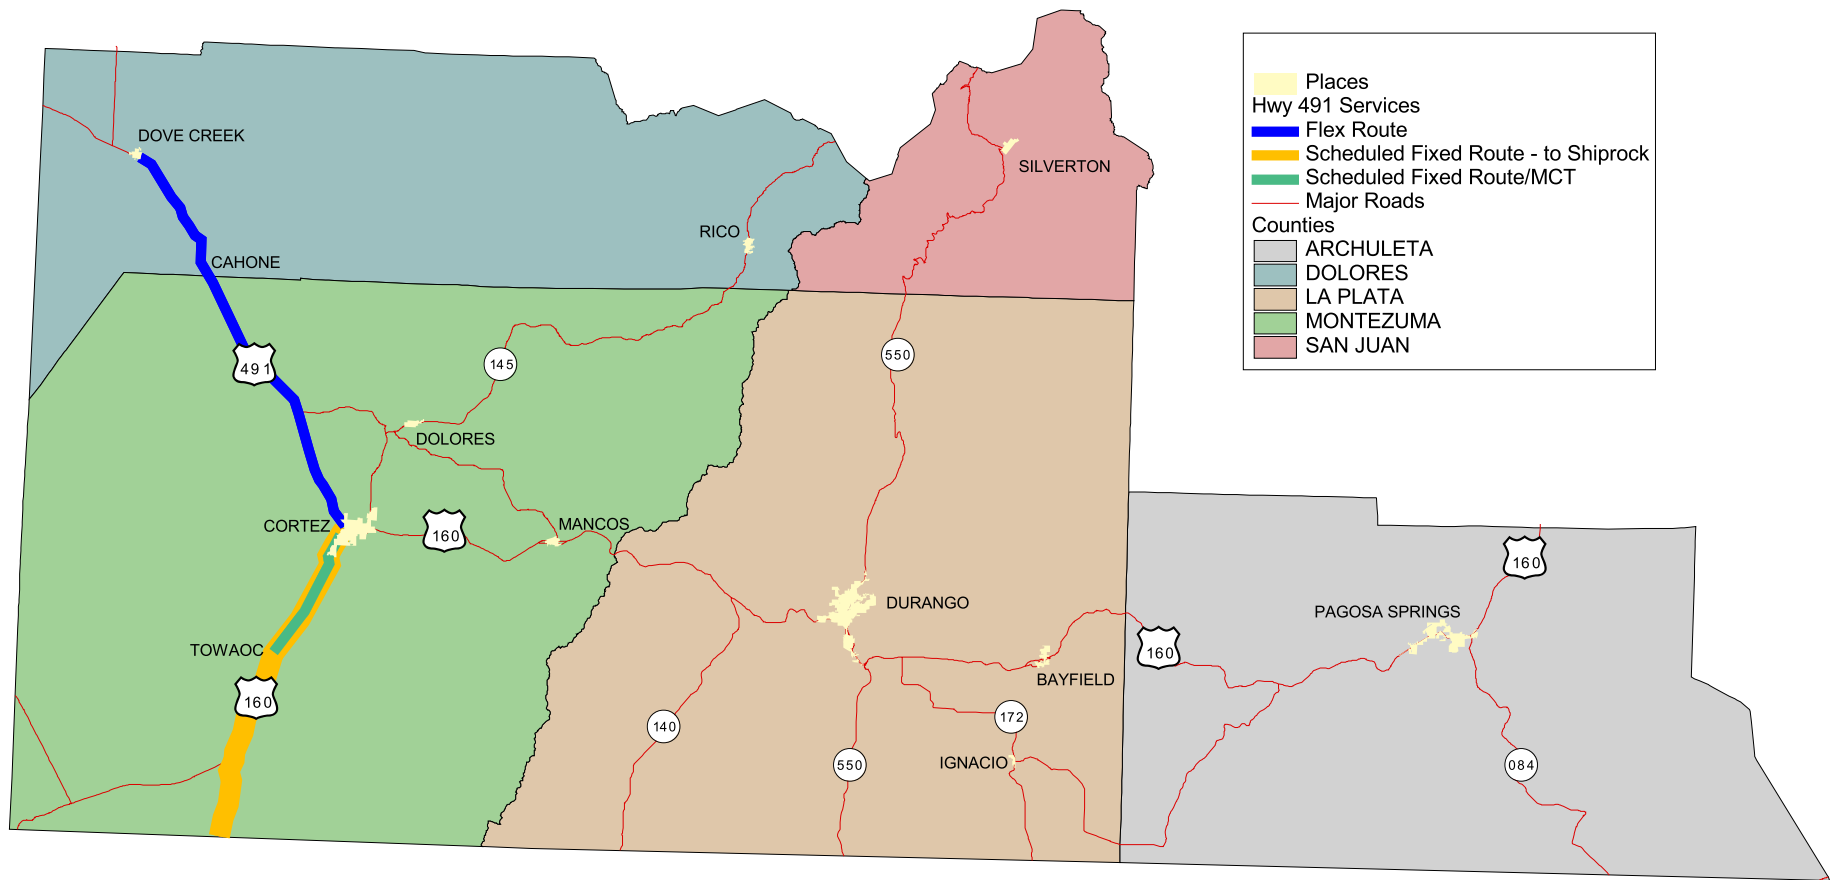 Places
Hwy 491 Services
Flex Route
Scheduled Fixed Route - to Shiprock
Scheduled Fixed Route/MCT
Major Roads
Counties
ARCHULETA
DOLORES
LA PLATA
MONTEZUMA
SAN JUAN
DOVE CREEK
SILVERTON
RICO
CAHONE
491
145
550
DOLORES
CORTEZ
160
MANCOS
160
DURANGO
PAGOSA SPRINGS
TOWAOC
160
BAYFIELD
160
140
172
550
IGNACIO
084